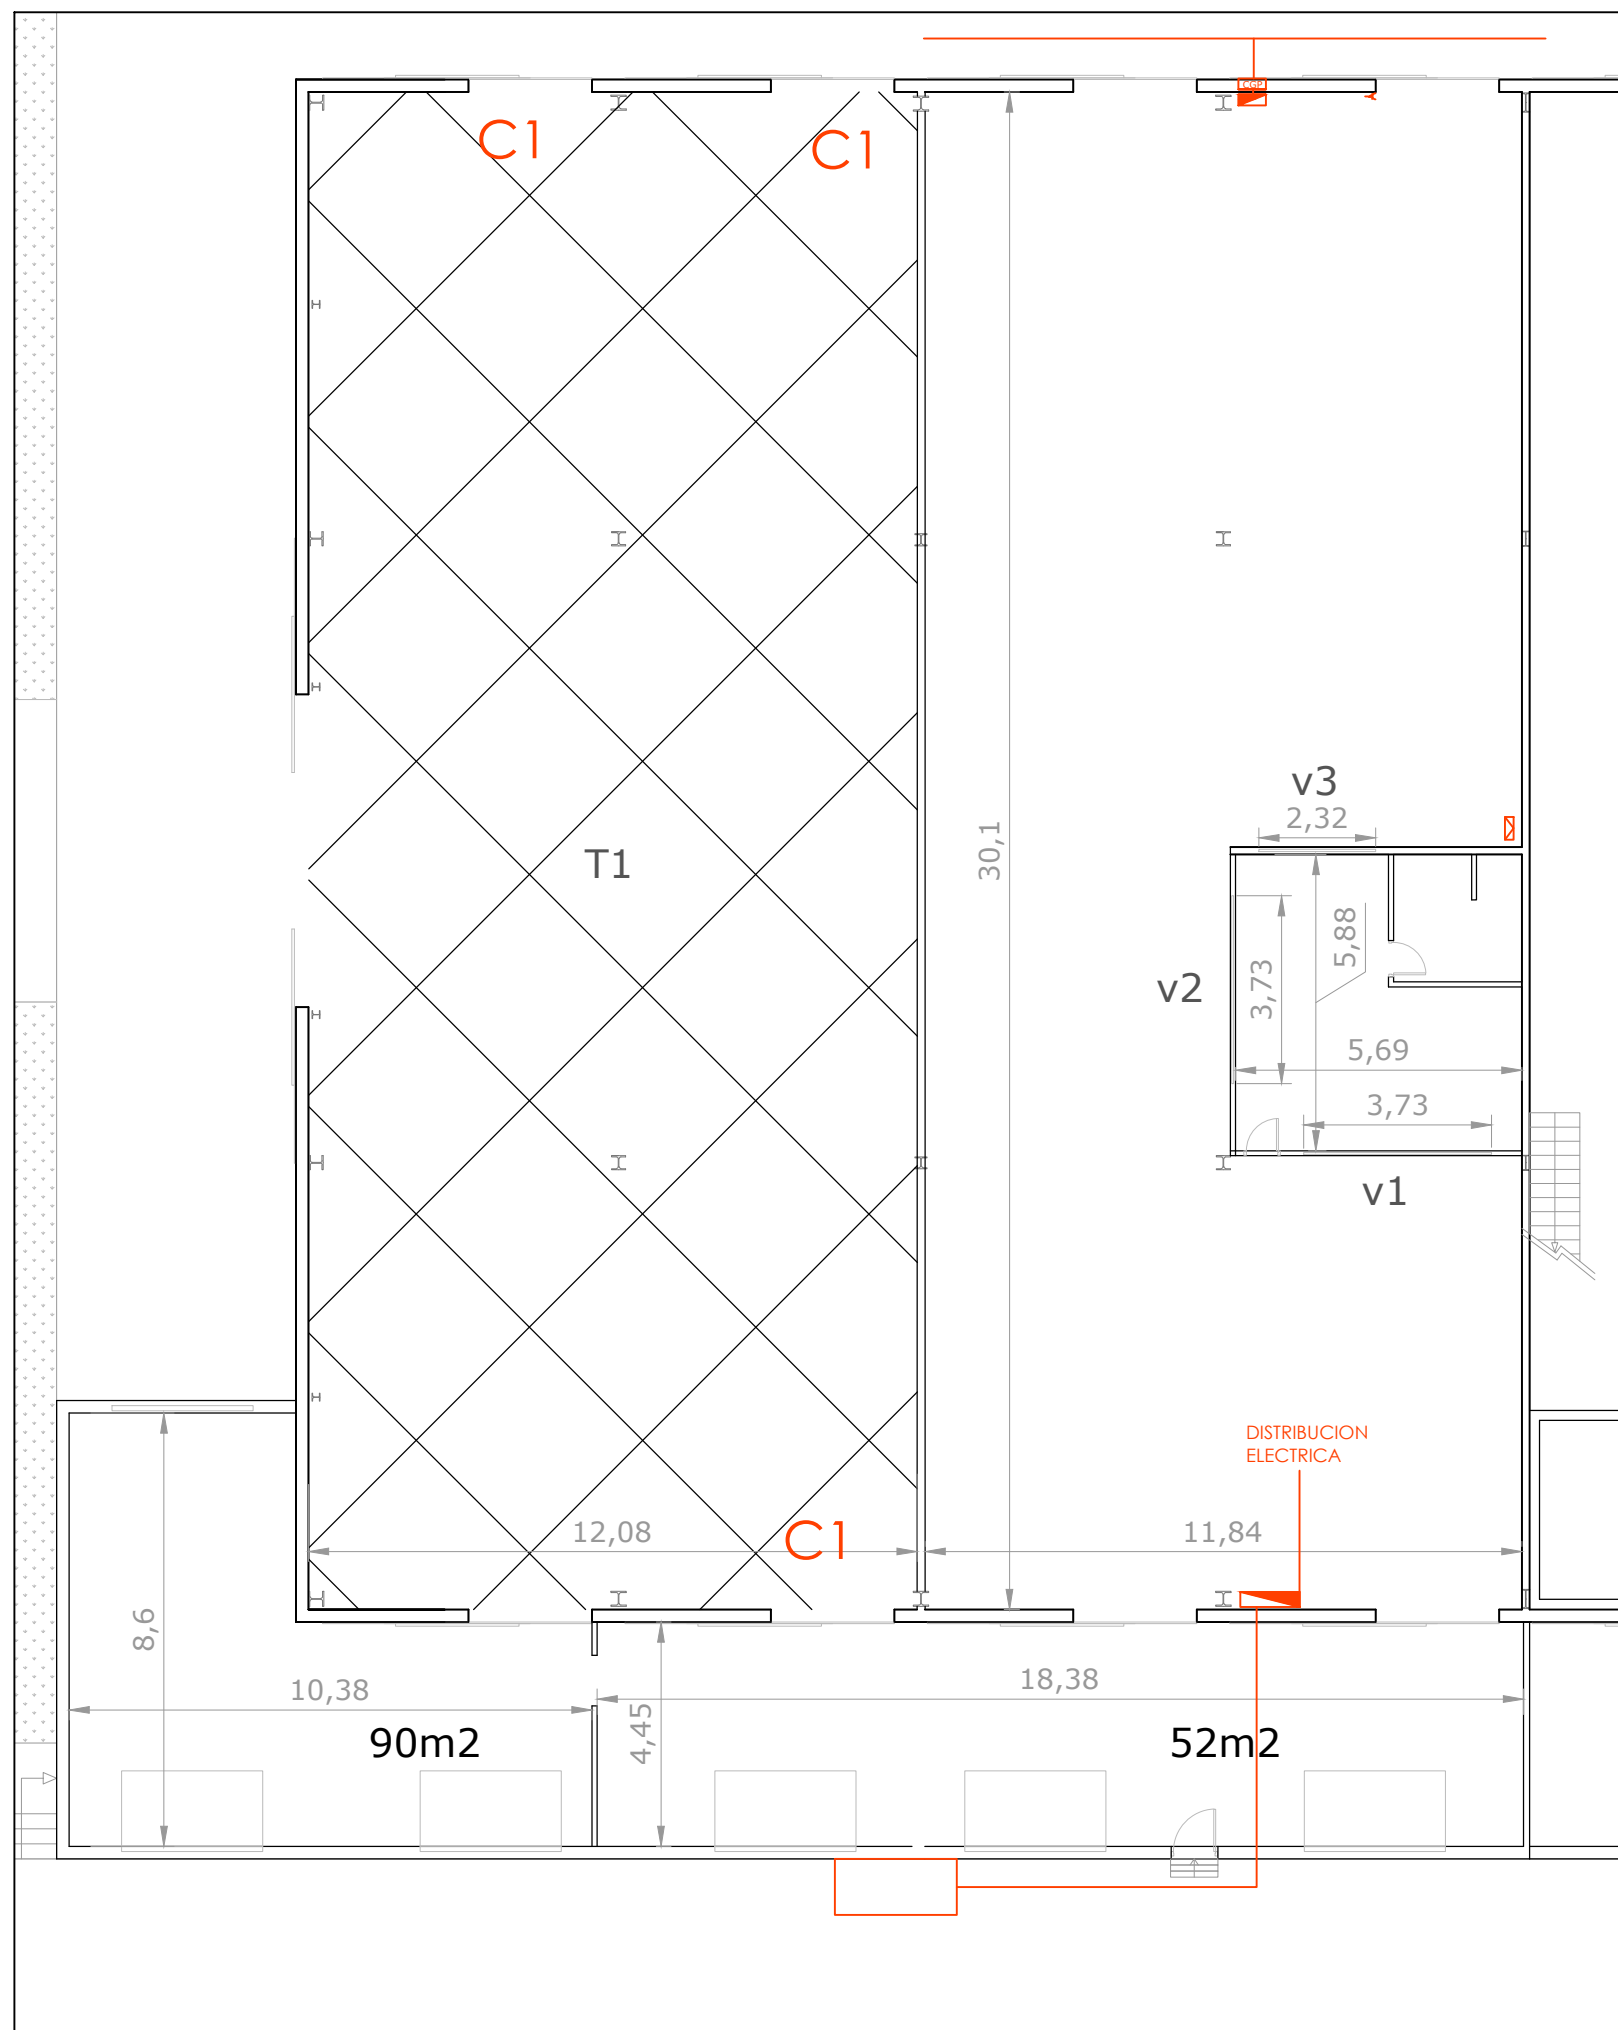 CGP
C1
C1
v3
2,32
T1
30,1
5,88
v2
3,73
5,69
3,73
v1
DISTRIBUCION
ELECTRICA
12,08
C1
11,84
8,6
10,38
18,38
4,45
90m2
52m2